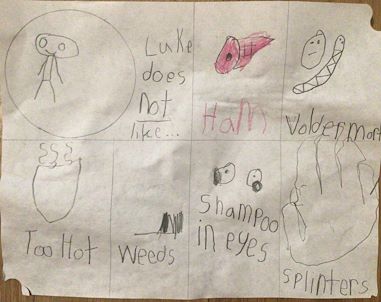 Luke
does
not
like...
Ham
Voldermort
Too Hot
Weeds
Shampoo
in eyes
splinters